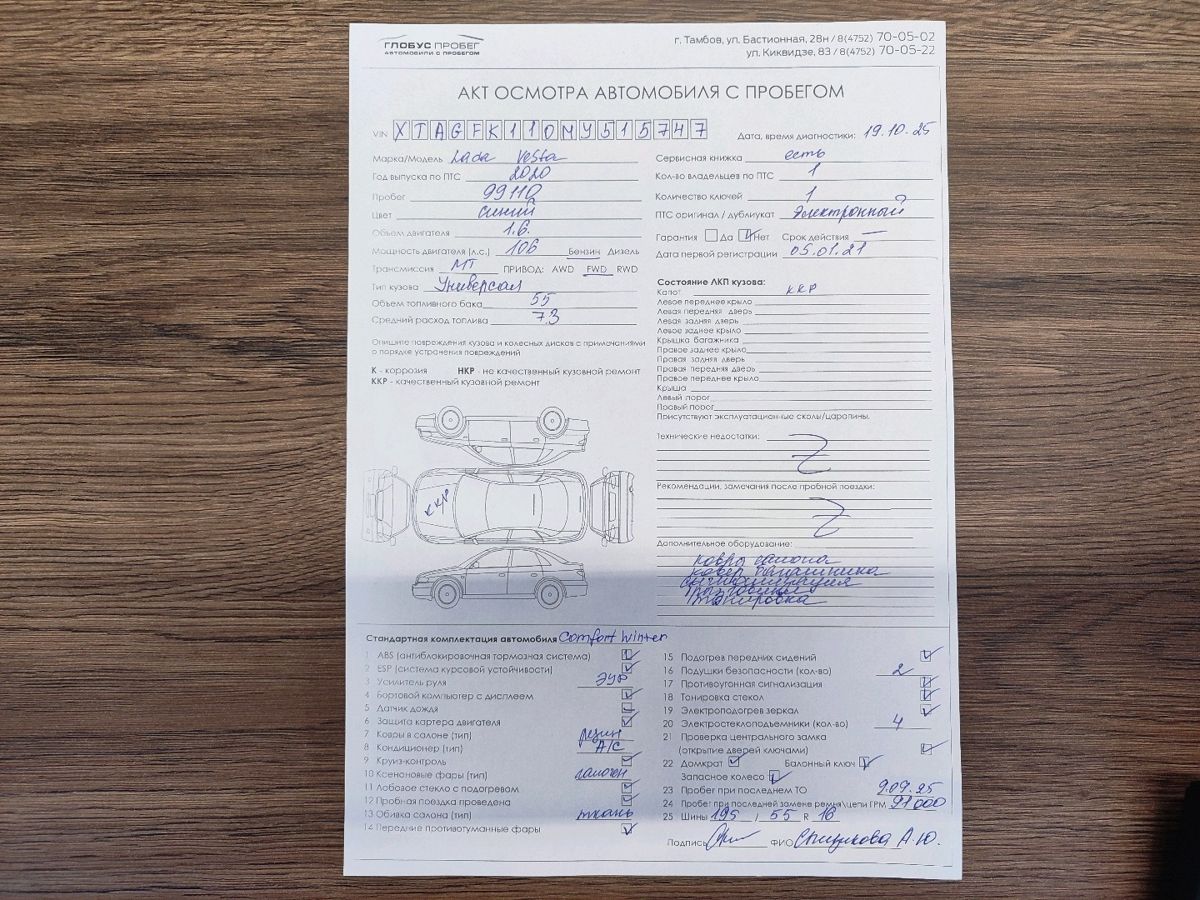 ГЛОБУС ПРОБЕГ
АВТОМОБИЛИ С ПРОБЕГОМ
г. Тамбов, ул. Бастионная, 28н / 8(4752) 70-05-02
ул. Киквидзе, 83 / 8(4752) 70-05-22
АКТ ОСМОТРА АВТОМОБИЛЯ С ПРОБЕГОМ
VIN XTAGFK110MY515747
Дата, время диагностики: 19.10.25
Марка/Модель Lada Vesta
Год выпуска по ПТС 2020
Пробег 99112
Цвет синий
Объем двигателя 1.6.
Мощность двигателя (л.с.) 106 Бензин Дизель
Трансмиссия МТ ПРИВОД: AWD FWD RWD
Тип кузова Универсал
Объем топливного бака 55
Средний расход топлива 7.3
Сервисная книжка есть
Кол-во владельцев по ПТС 1
Количество ключей 1
ПТС оригинал / дубликат Электронный
Гарантия Да Нет Срок действия —
Дата первой регистрации 05.01.21
Опишите повреждения кузова и колесных дисков с примечаниями
о порядке устранения повреждений
К - коррозия НКР - не качественный кузовной ремонт
ККР - качественный кузовной ремонт
ККР
Состояние ЛКП кузова:
Капот ККР
Левое переднее крыло
Левая передняя дверь
Левая задняя дверь
Левое заднее крыло
Крышка багажника
Правое заднее крыло
Правая задняя дверь
Правая передняя дверь
Правое переднее крыло
Крыша
Левый порог
Правый порог
Присутствуют эксплуатационные сколы/царапины.
Технические недостатки:
Рекомендации, замечания после пробной поездки:
Дополнительное оборудование:
ковры салона
ковер багажника
сигнализация
тонировка
Стандартная комплектация автомобиля Comfort Winter
1 ABS (антиблокировочная тормозная система)
2 ESP (система курсовой устойчивости)
3 Усилитель руля ЭУР
4 Бортовой компьютер с дисплеем
5 Датчик дождя
6 Защита картера двигателя
7 Ковры в салоне (тип) резин
8 Кондиционер (тип) A/C
9 Круиз-контроль
10 Ксеноновые фары (тип) галоген
11 Лобовое стекло с подогревом
12 Пробная поездка проведена
13 Обивка салона (тип) ткань
14 Передние противотуманные фары
15 Подогрев передних сидений
16 Подушки безопасности (кол-во) 2
17 Противоугонная сигнализация
18 Тонировка стекол
19 Электроподогрев зеркал
20 Электростеклоподъемники (кол-во) 4
21 Проверка центрального замка
(открытие дверей ключами)
22 Домкрат Балонный ключ
Запасное колесо
23 Пробег при последнем ТО 9.09.25
24 Пробег при последней замене ремня/цепи ГРМ 91000
25 Шины 195 / 55 R 16
Подпись ФИО А.Ю.